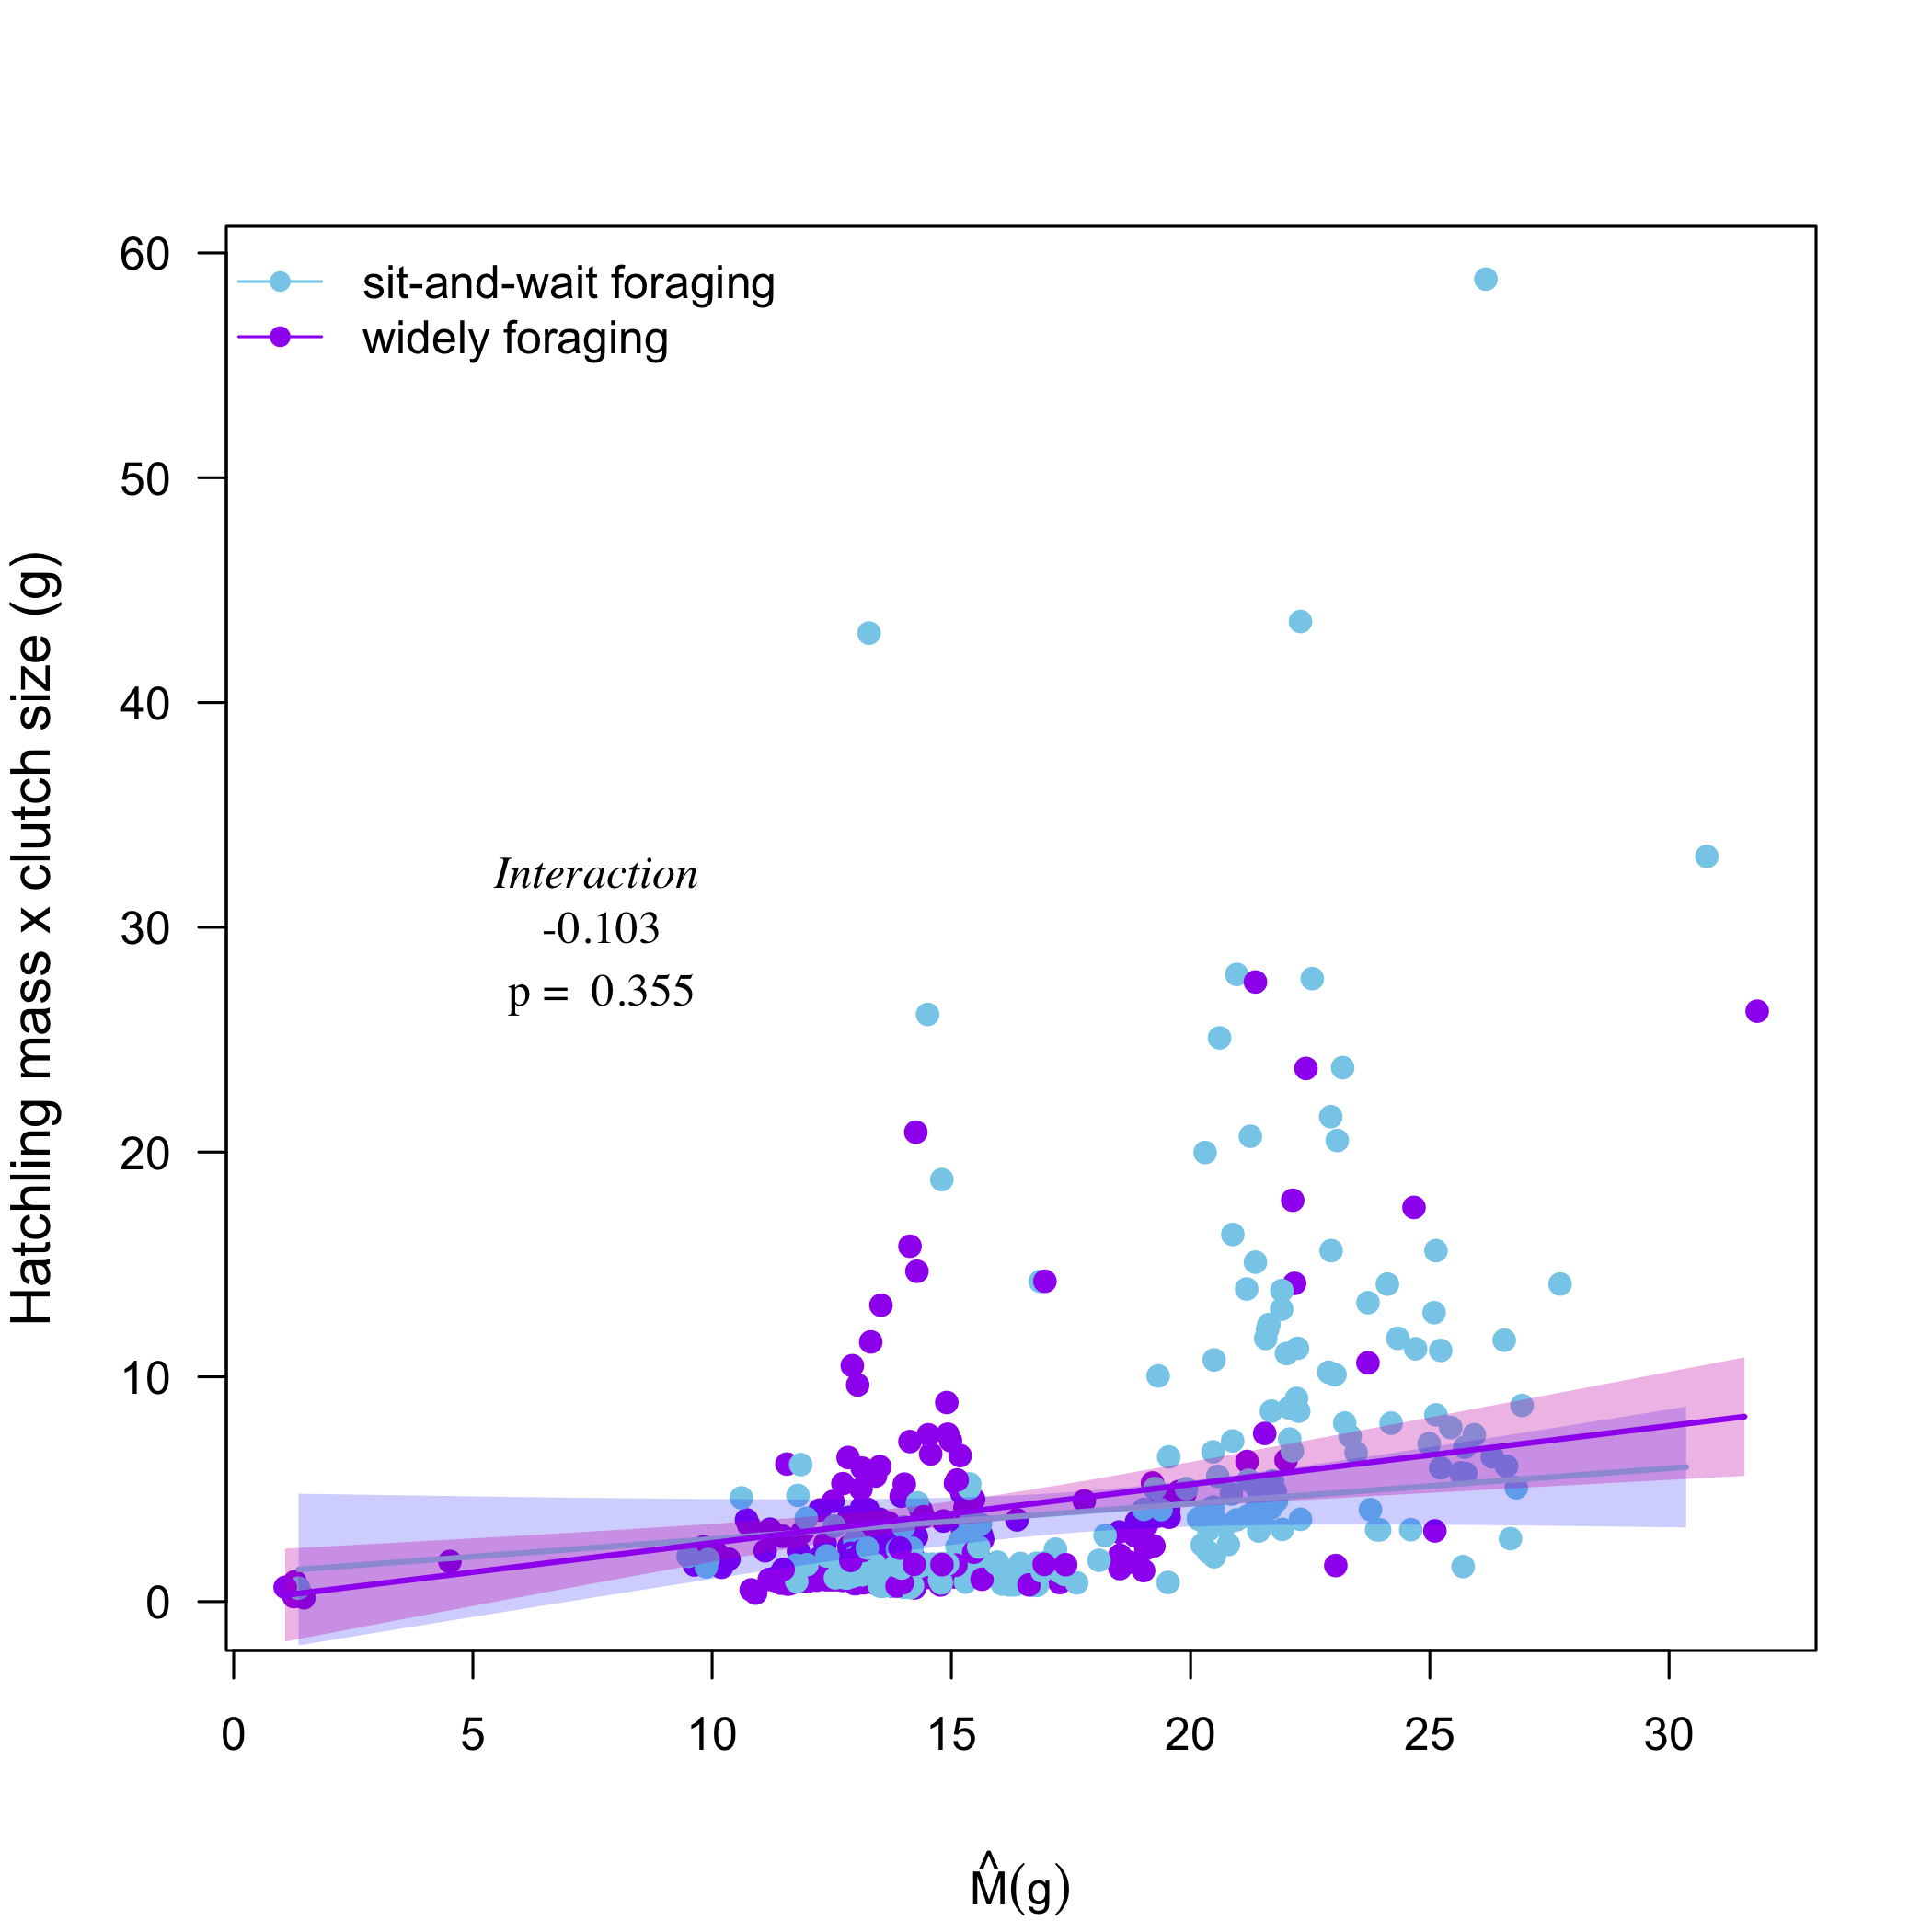 60
50
40
30
20
10
0
Hatchling mass x clutch size (g)
sit-and-wait foraging
widely foraging
Interaction
-0.103
p = 0.355
0 5 10 15 20 25 30
M̂(g)